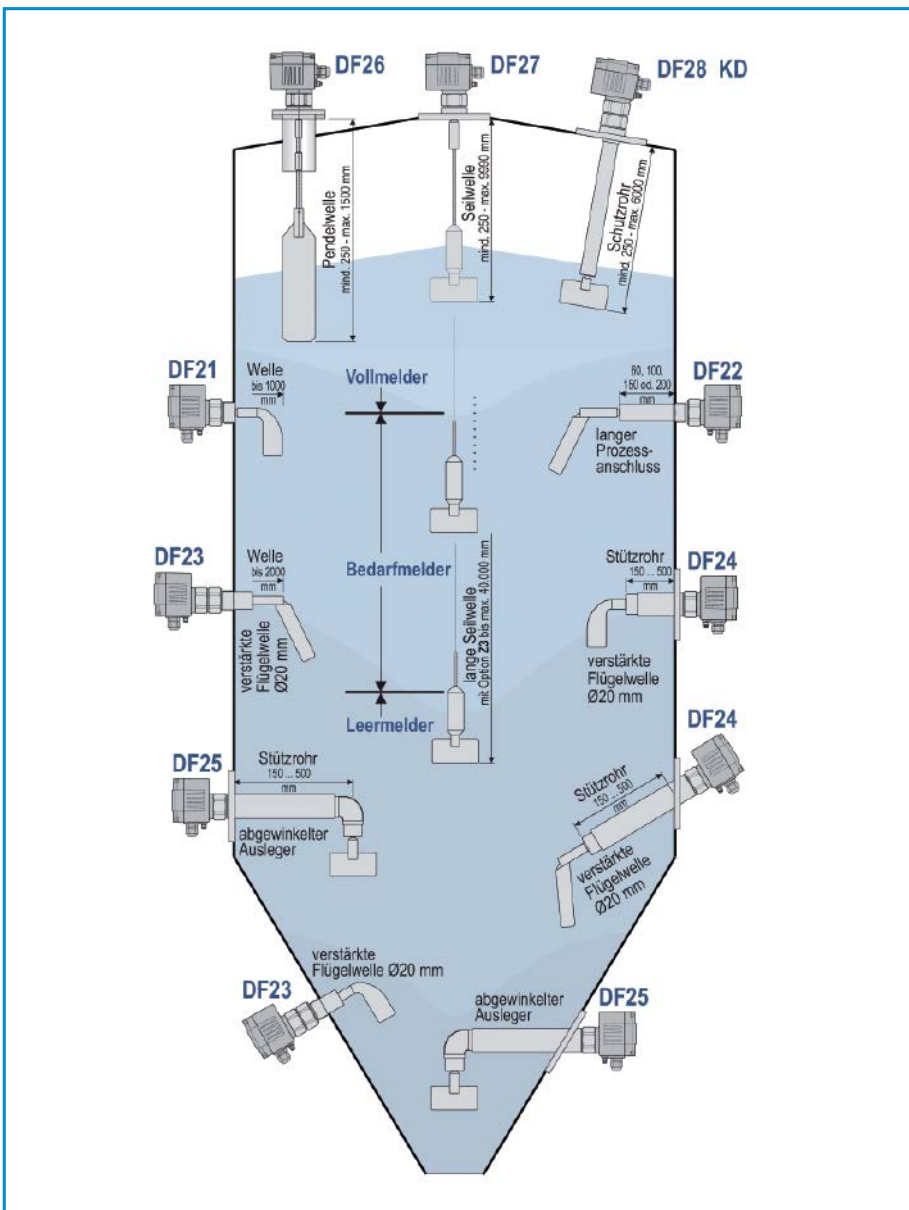 DF26
DF27
DF28 KD
Pendelwelle
mind. 250 - max. 1500 mm
Seilwelle
mind. 250 - max. 9990 mm
Schutzrohr
mind. 250 - max. 6000 mm
DF21
Welle
bis 1000
mm
Vollmelder
60, 100,
150 od. 200
mm
DF22
langer
Prozess-
anschluss
DF23
Welle
bis 2000
mm
verstärkte
Flügelwelle
Ø20 mm
Bedarfmelder
lange Seilwelle
mit Option Z3 bis max. 40.000 mm
Stützrohr
150 ... 500
mm
DF24
verstärkte
Flügelwelle
Ø20 mm
Leermelder
DF25
Stützrohr
150 ... 500
mm
abgewinkelter
Ausleger
DF24
Stützrohr
150 ... 500
mm
verstärkte
Flügelwelle
Ø20 mm
verstärkte
Flügelwelle Ø20 mm
DF23
abgewinkelter
Ausleger
DF25